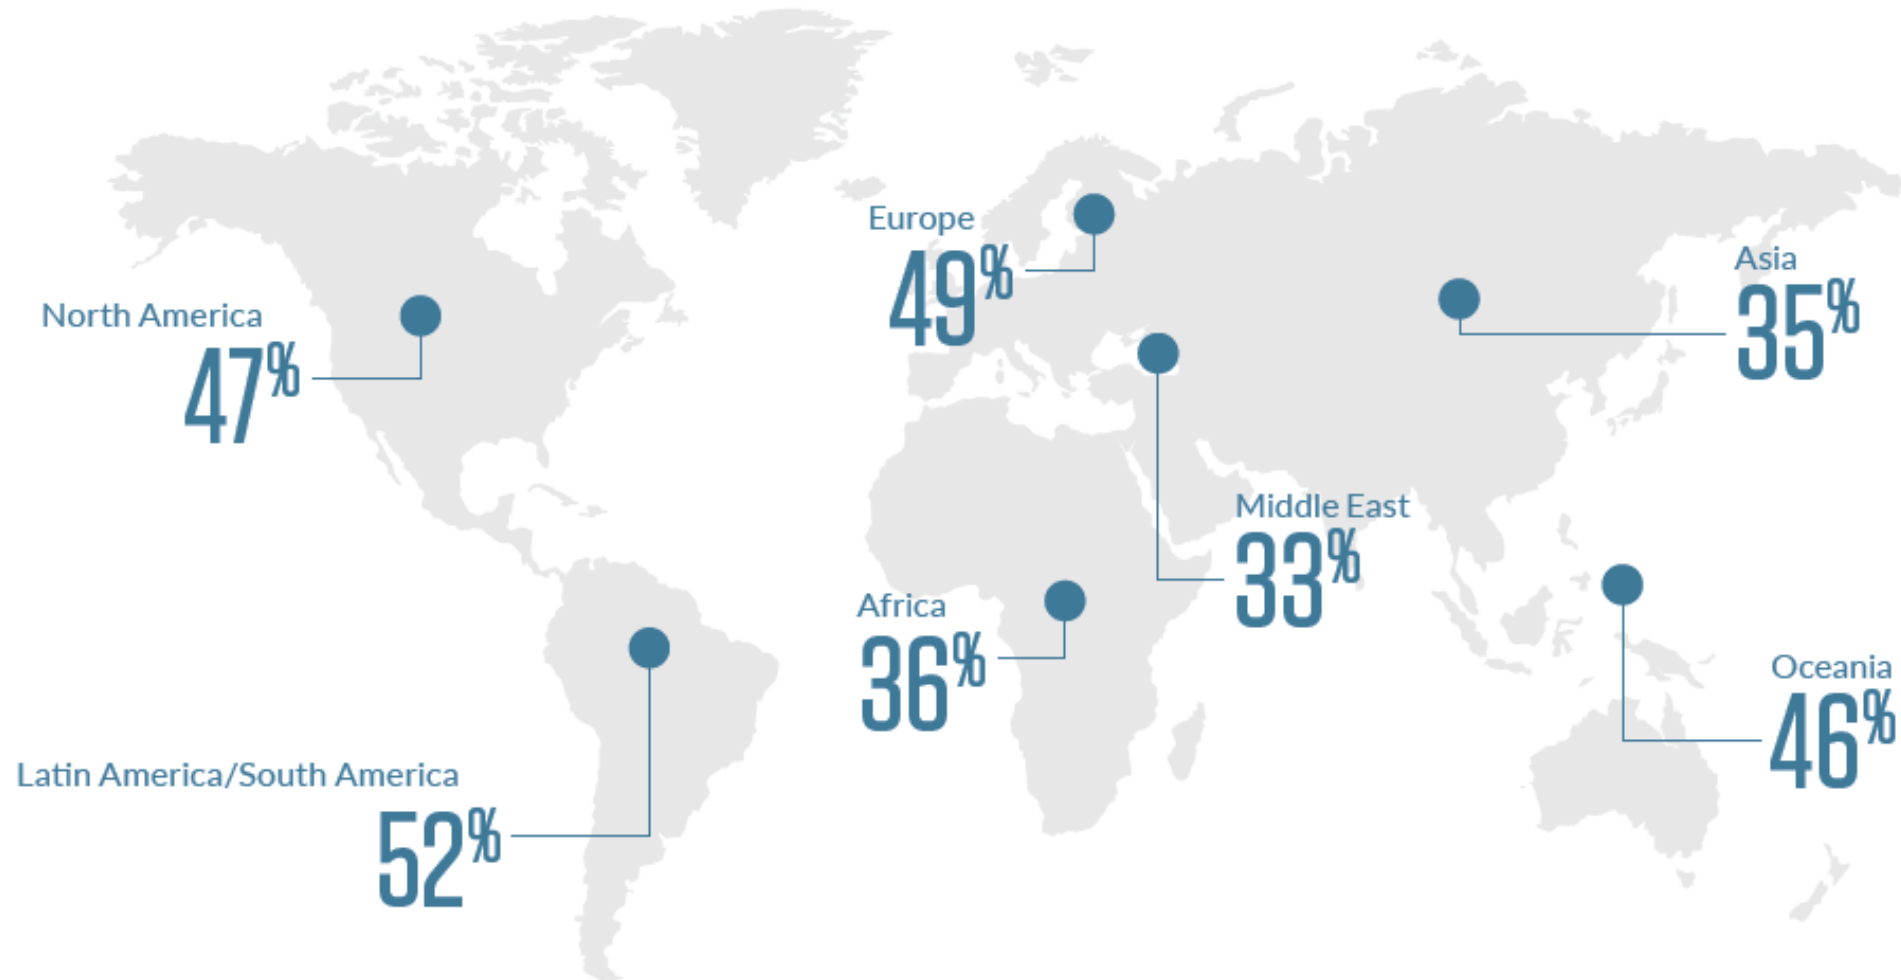 Europe
49%
Asia
35%
North America
47%
Middle East
33%
Africa
36%
Oceania
46%
Latin America/South America
52%